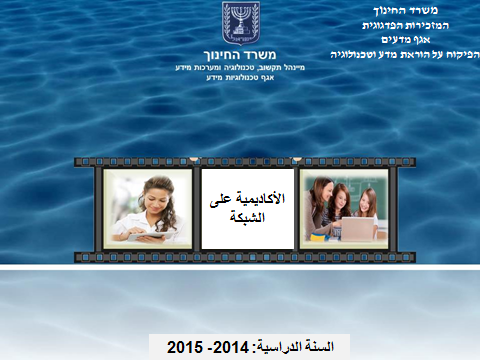 משרד החינוך
המזכירות הפדגוגית
אגף מדעים
הפיקוח על הוראת מדע וטכנולוגיה
משרד החינוך
מינהל תקשוב, טכנולוגיה ומערכות מידע
אגף טכנולוגיות מידע
الأكاديمية على
الشبكة
السنة الدراسية: 2014- 2015